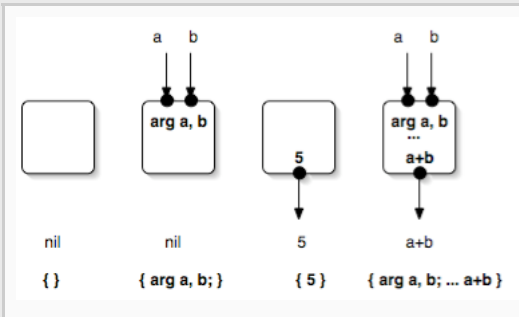 a b a b
arg a, b arg a, b
...
5 a+b
nil nil 5 a+b
{ } { arg a, b; } { 5 } { arg a, b; ... a+b }